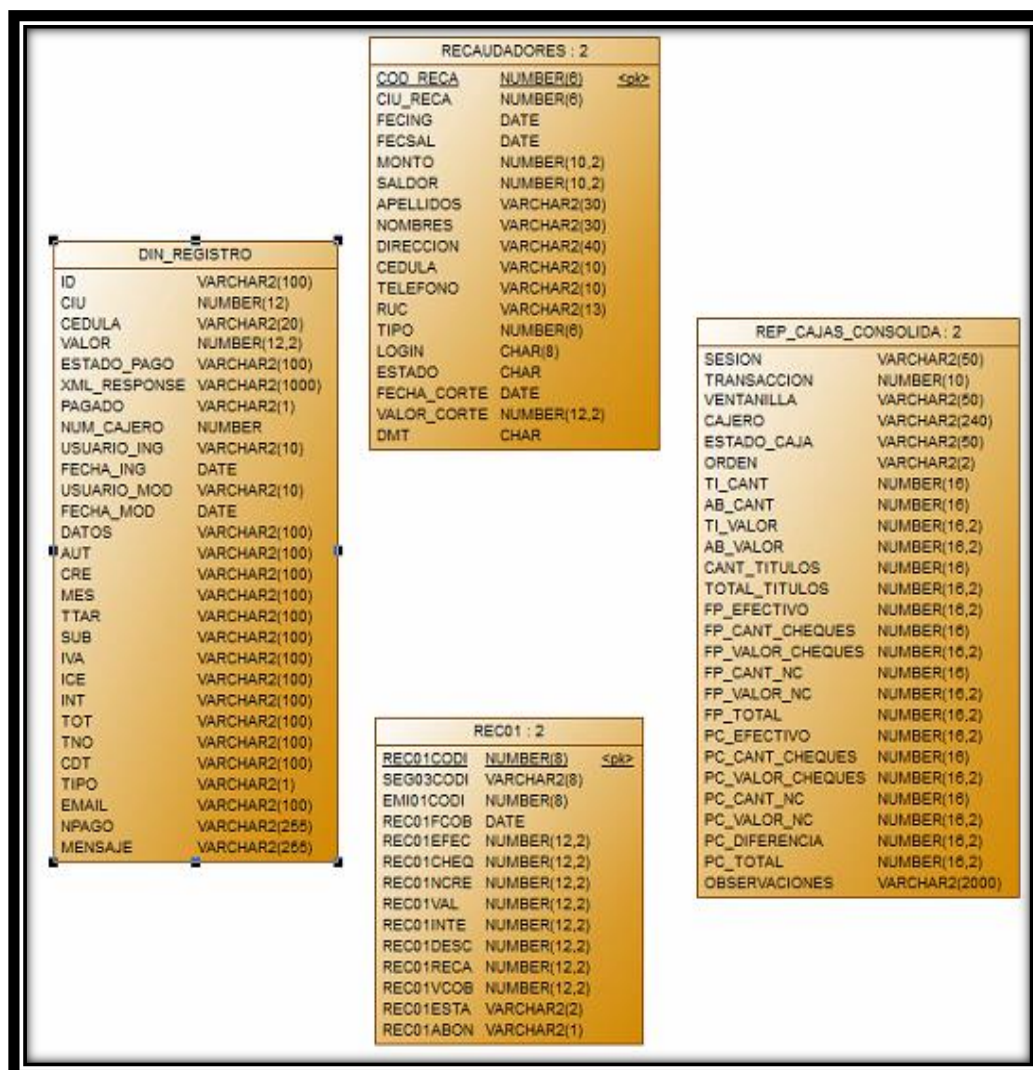 RECAUDADORES : 2
COD_RECA NUMBER(6) <pk>
CIU_RECA NUMBER(6)
FECING DATE
FECSAL DATE
MONTO NUMBER(10,2)
SALDOR NUMBER(10,2)
APELLIDOS VARCHAR2(30)
NOMBRES VARCHAR2(30)
DIRECCION VARCHAR2(40)
CEDULA VARCHAR2(10)
TELEFONO VARCHAR2(10)
RUC VARCHAR2(13)
TIPO NUMBER(6)
LOGIN CHAR(8)
ESTADO CHAR
FECHA_CORTE DATE
VALOR_CORTE NUMBER(12,2)
DMT CHAR
DIN_REGISTRO
ID VARCHAR2(100)
CIU NUMBER(12)
CEDULA VARCHAR2(20)
VALOR NUMBER(12,2)
ESTADO_PAGO VARCHAR2(100)
XML_RESPONSE VARCHAR2(1000)
PAGADO VARCHAR2(1)
NUM_CAJERO NUMBER
USUARIO_ING VARCHAR2(10)
FECHA_ING DATE
USUARIO_MOD VARCHAR2(10)
FECHA_MOD DATE
DATOS VARCHAR2(100)
AUT VARCHAR2(100)
CRE VARCHAR2(100)
MES VARCHAR2(100)
TTAR VARCHAR2(100)
SUB VARCHAR2(100)
IVA VARCHAR2(100)
ICE VARCHAR2(100)
INT VARCHAR2(100)
TOT VARCHAR2(100)
TNO VARCHAR2(100)
CDT VARCHAR2(100)
TIPO VARCHAR2(1)
EMAIL VARCHAR2(100)
NPAGO VARCHAR2(255)
MENSAJE VARCHAR2(255)
REP_CAJAS_CONSOLIDA : 2
SESION VARCHAR2(50)
TRANSACCION NUMBER(10)
VENTANILLA VARCHAR2(50)
CAJERO VARCHAR2(240)
ESTADO_CAJA VARCHAR2(50)
ORDEN VARCHAR2(2)
TI_CANT NUMBER(16)
AB_CANT NUMBER(16)
TI_VALOR NUMBER(16,2)
AB_VALOR NUMBER(16,2)
CANT_TITULOS NUMBER(16)
TOTAL_TITULOS NUMBER(16,2)
FP_EFECTIVO NUMBER(16,2)
FP_CANT_CHEQUES NUMBER(16)
FP_VALOR_CHEQUES NUMBER(16,2)
FP_CANT_NC NUMBER(16)
FP_VALOR_NC NUMBER(16,2)
FP_TOTAL NUMBER(16,2)
PC_EFECTIVO NUMBER(16,2)
PC_CANT_CHEQUES NUMBER(16)
PC_VALOR_CHEQUES NUMBER(16,2)
PC_CANT_NC NUMBER(16)
PC_VALOR_NC NUMBER(16,2)
PC_DIFERENCIA NUMBER(16,2)
PC_TOTAL NUMBER(16,2)
OBSERVACIONES VARCHAR2(2000)
REC01 : 2
REC01CODI NUMBER(8) <pk>
SEG03CODI VARCHAR2(8)
EMI01CODI NUMBER(8)
REC01FCOB DATE
REC01EFEC NUMBER(12,2)
REC01CHEQ NUMBER(12,2)
REC01NCRE NUMBER(12,2)
REC01VAL NUMBER(12,2)
REC01INTE NUMBER(12,2)
REC01DESC NUMBER(12,2)
REC01RECA NUMBER(12,2)
REC01VCOB NUMBER(12,2)
REC01ESTA VARCHAR2(2)
REC01ABON VARCHAR2(1)